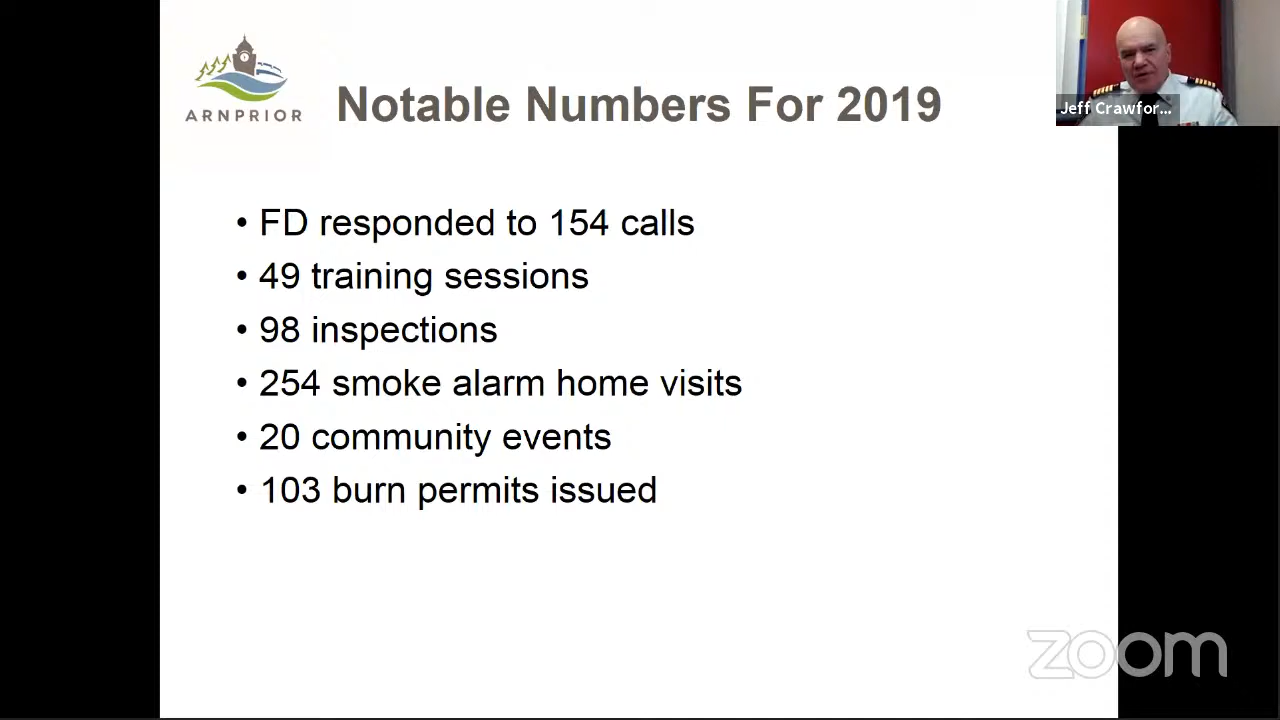 ARNPRIOR
Notable Numbers For 2019
Jeff Crawfor...
• FD responded to 154 calls
• 49 training sessions
• 98 inspections
• 254 smoke alarm home visits
• 20 community events
• 103 burn permits issued
zoom